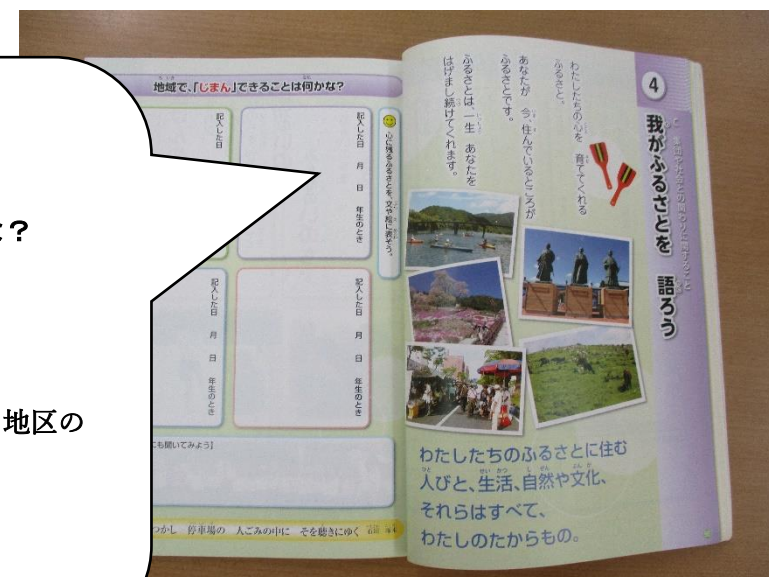 地域で、「じまん」できることは何かな?
心に残るふるさとを、文や絵に表そう。
記入した日 月 日 年生のとき
記入した日
記入した日 月 日 年生のとき
記入した日 月 日 年生のとき
にも聞いてみよう]
つかし 停車場の 人ごみの中に そを聴きにゆく
4
我がふるさとを 語ろう
わたしたちの心を 育ててくれる
ふるさと。
あなたが 今、住んでいるところが
ふるさとです。
ふるさとは、一生 あなたを
はげまし続けてくれます。
わたしたちのふるさとに住む
人びと、生活、自然や文化、
それらはすべて、
わたしのたからもの。
?
地区の